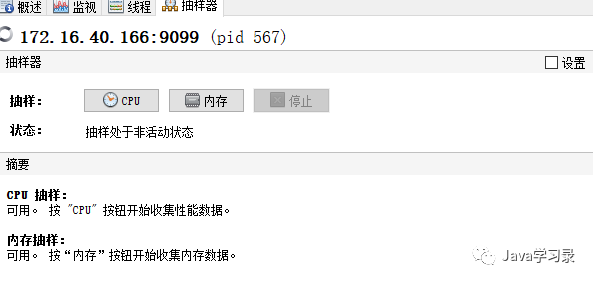 概述 监视 线程 抽样器
172.16.40.166:9099 (pid 567)
抽样器 设置
抽样： CPU 内存 停止
状态： 抽样处于非活动状态
摘要
CPU 抽样：
可用。 按 "CPU" 按钮开始收集性能数据。
内存抽样：
可用。 按“内存”按钮开始收集内存数据。
Java学习录